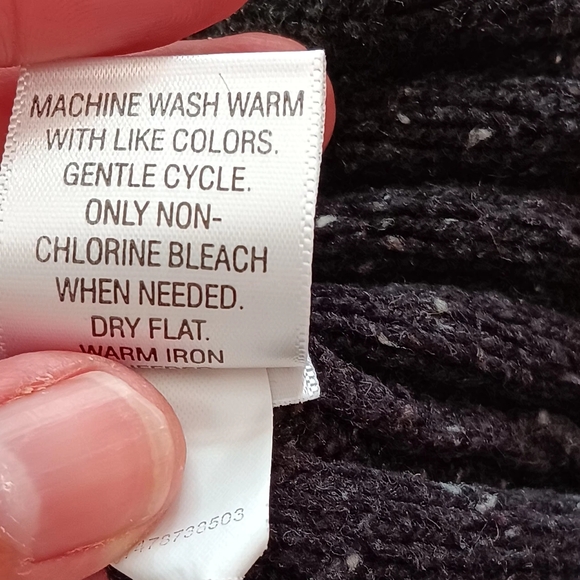 MACHINE WASH WARM
WITH LIKE COLORS.
GENTLE CYCLE.
ONLY NON-
CHLORINE BLEACH
WHEN NEEDED.
DRY FLAT.
WARM IRON